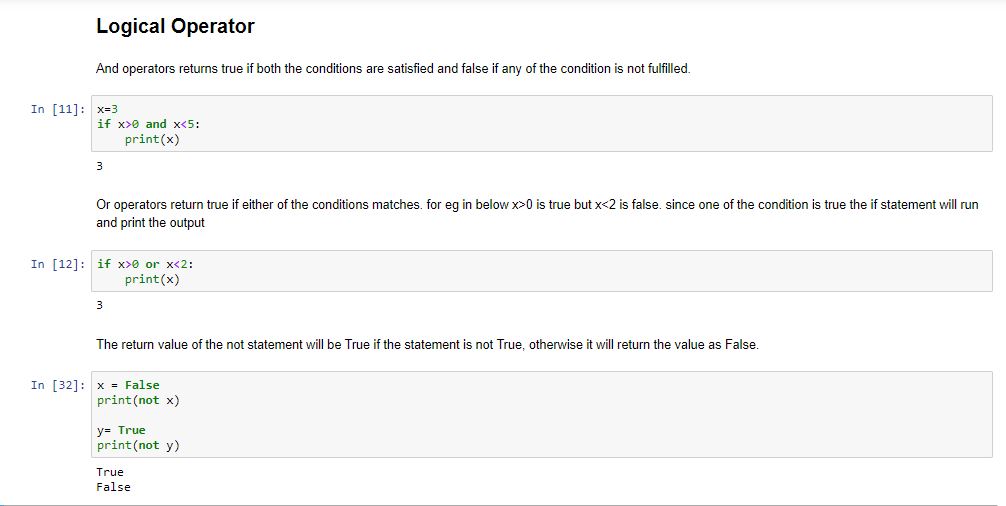 Logical Operator
And operators returns true if both the conditions are satisfied and false if any of the condition is not fulfilled.
In [11]: x=3
if x>0 and x<5:
    print(x)
3
Or operators return true if either of the conditions matches. for eg in below x>0 is true but x<2 is false. since one of the condition is true the if statement will run
and print the output
In [12]: if x>0 or x<2:
    print(x)
3
The return value of the not statement will be True if the statement is not True, otherwise it will return the value as False.
In [32]: x = False
print(not x)
y= True
print(not y)
True
False